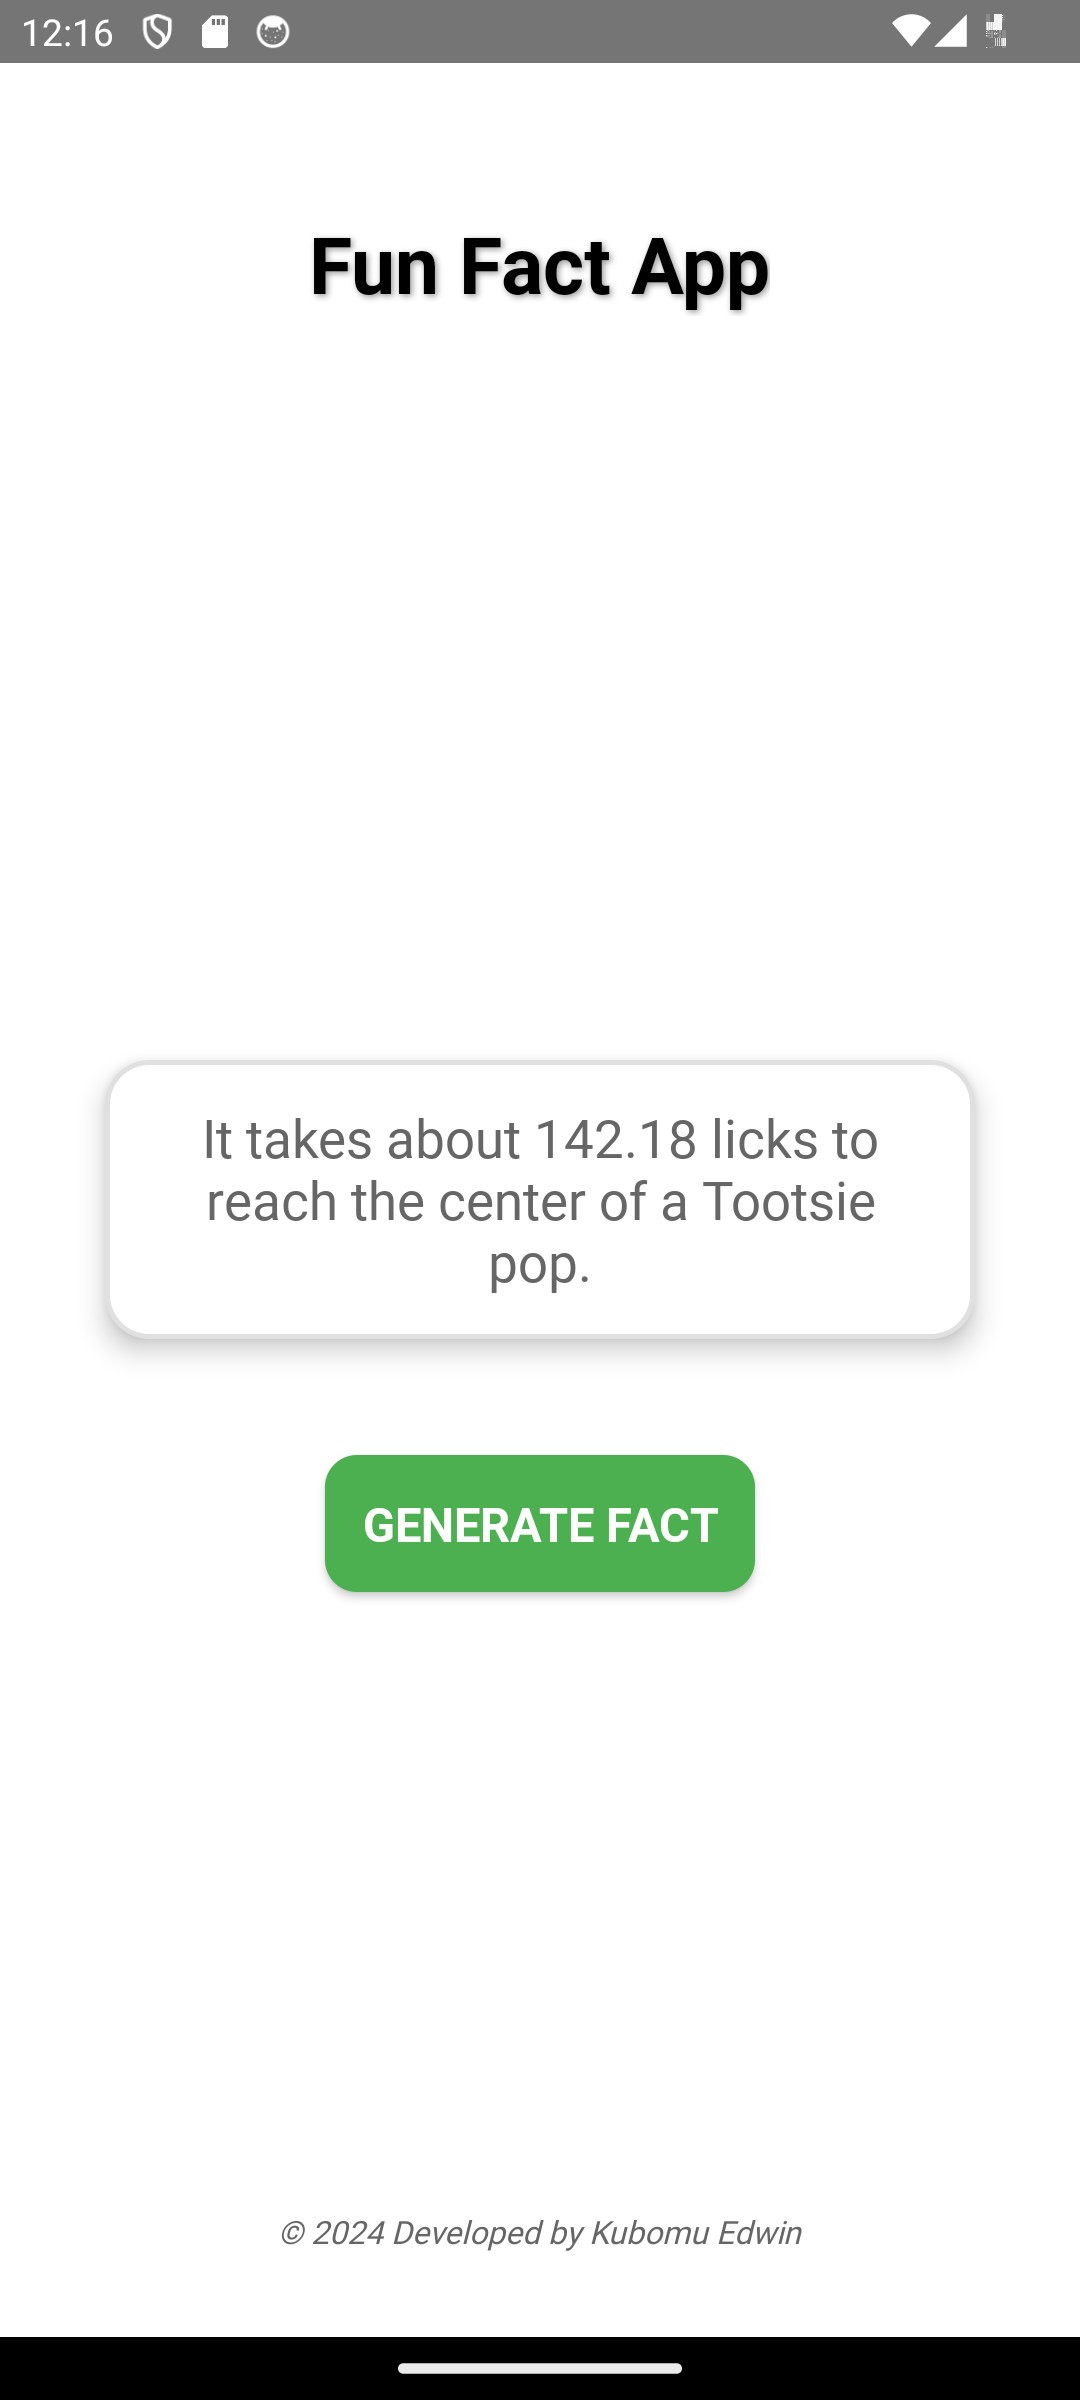 12:16
Fun Fact App
It takes about 142.18 licks to
reach the center of a Tootsie
pop.
GENERATE FACT
© 2024 Developed by Kubomu Edwin